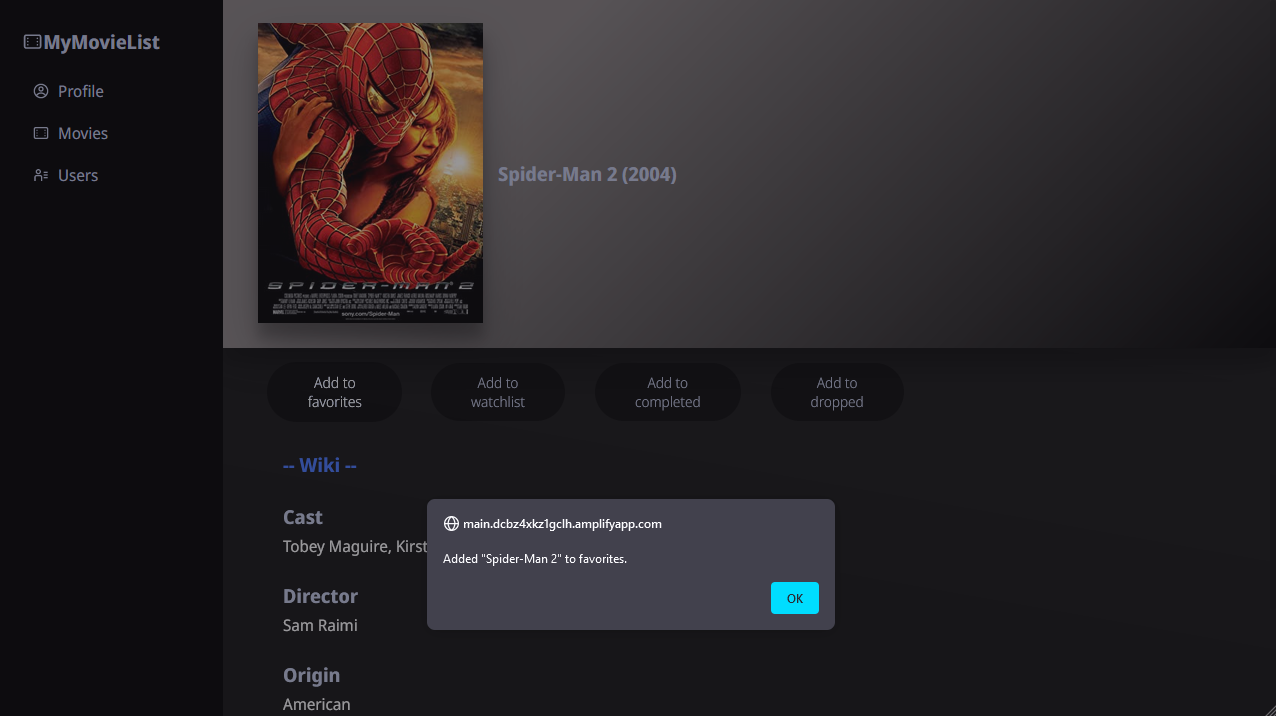 MyMovieList
Profile
Movies
Users
SPIDER-MAN 2
sony.com/Spider-Man
Spider-Man 2 (2004)
Add to
favorites
Add to
watchlist
Add to
completed
Add to
dropped
-- Wiki --
Cast
Tobey Maguire, Kirst
Director
Sam Raimi
Origin
American
main.dcbz4xkz1gclh.amplifyapp.com
Added "Spider-Man 2" to favorites.
OK